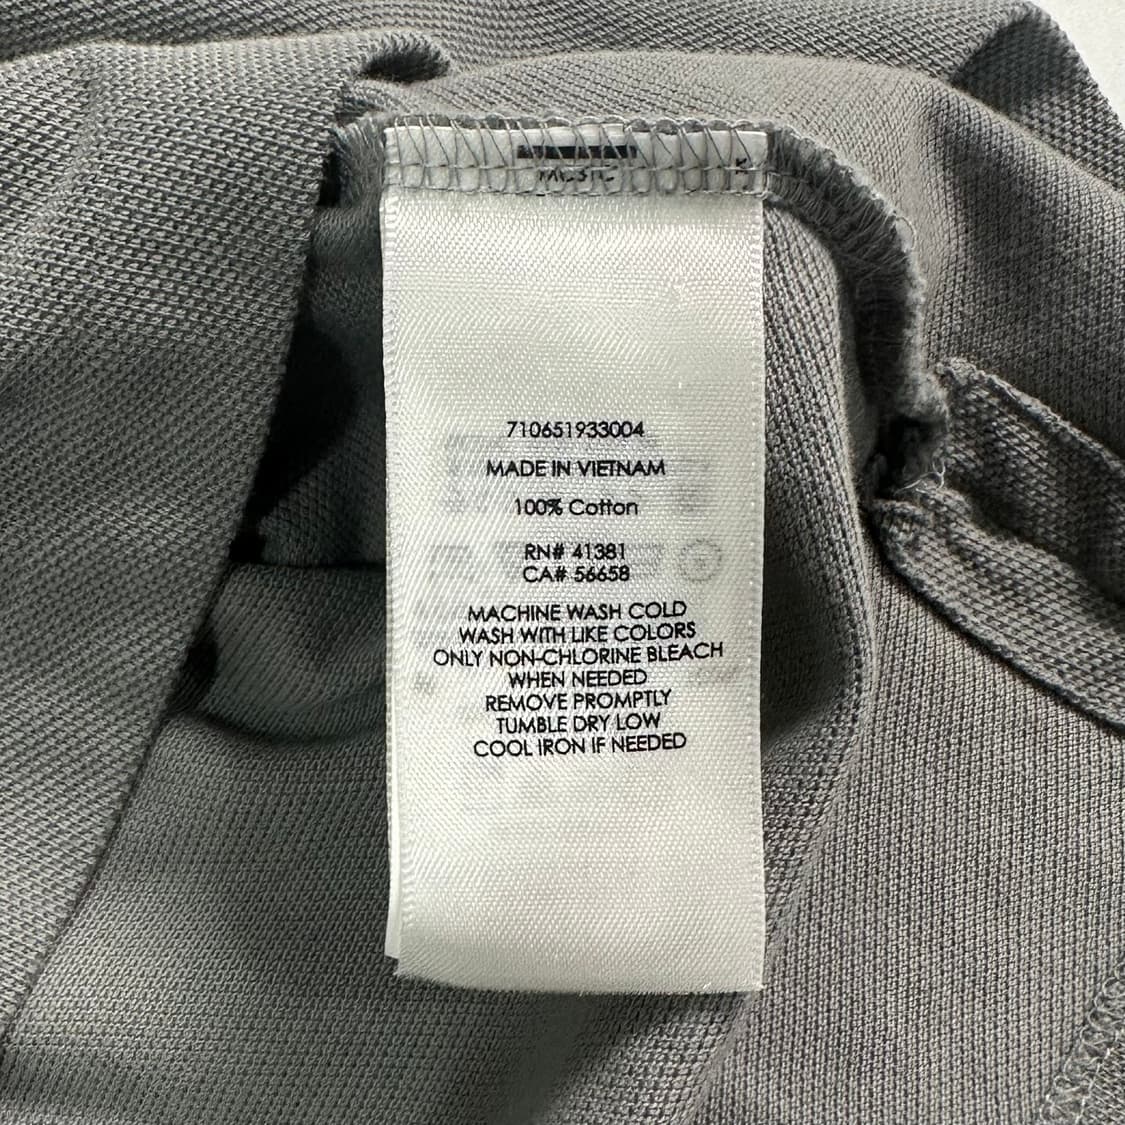 710651933004
MADE IN VIETNAM
100% Cotton
RN# 41381
CA# 56658
MACHINE WASH COLD
WASH WITH LIKE COLORS
ONLY NON-CHLORINE BLEACH
WHEN NEEDED
REMOVE PROMPTLY
TUMBLE DRY LOW
COOL IRON IF NEEDED